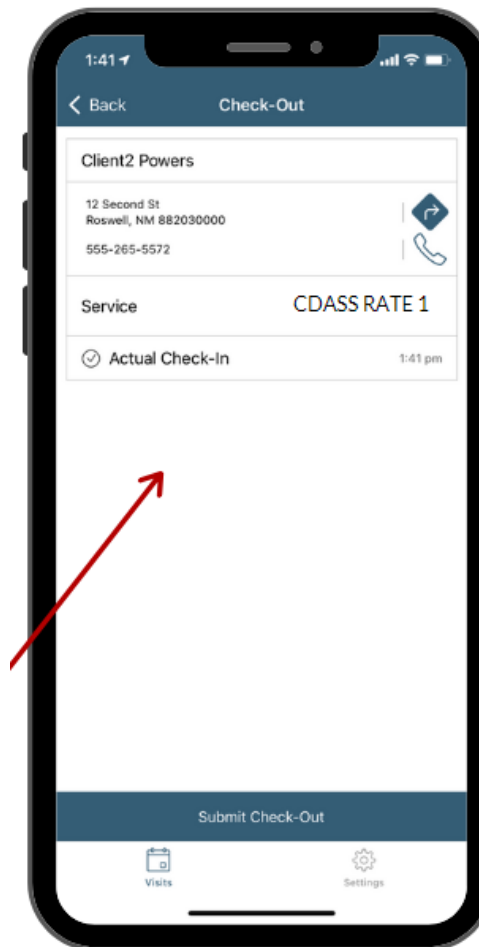 1:41
Back
Check-Out
Client2 Powers
12 Second St
Roswell, NM 882030000
555-265-5572
Service
CDASS RATE 1
Actual Check-In
1:41 pm
Submit Check-Out
Visits
Settings